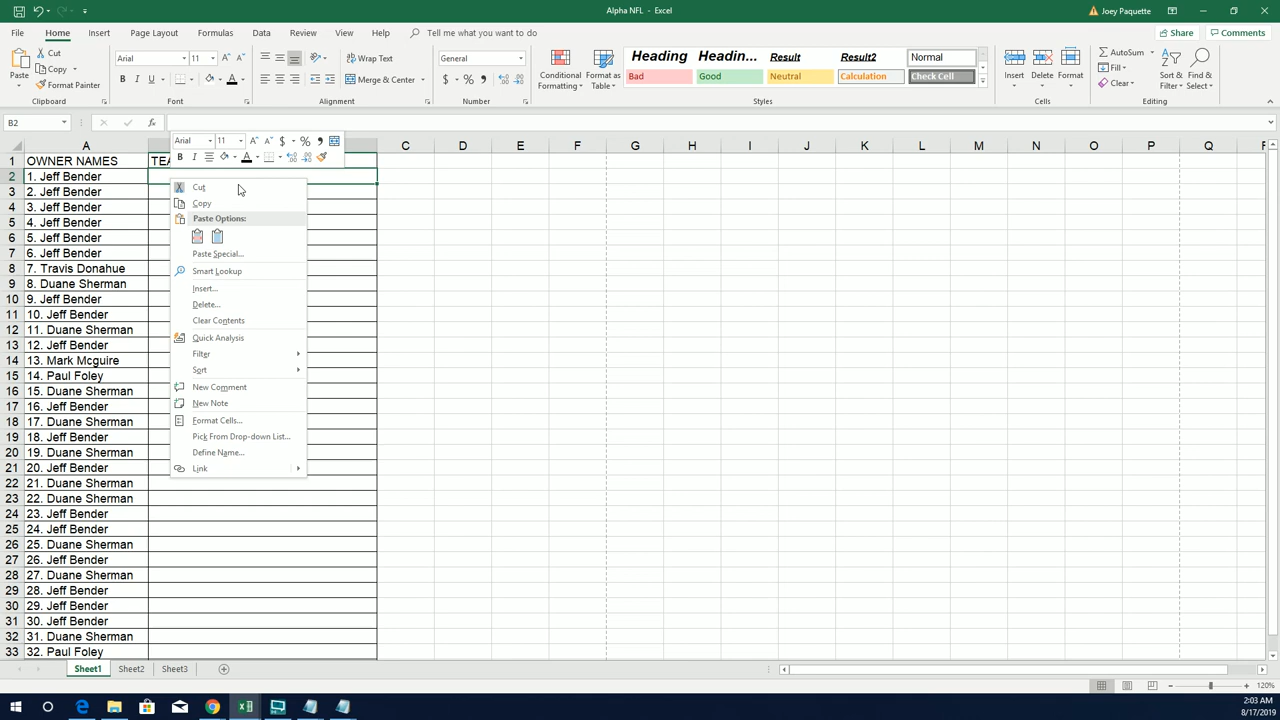 Alpha NFL - Excel
Joey Paquette
File Home Insert Page Layout Formulas Data Review View Help Tell me what you want to do
Share Comments
Paste
Cut
Copy
Format Painter
Clipboard
Arial 11
B I U
Font
Wrap Text
Merge & Center
Alignment
General
$ % 9
Number
Conditional Formatting
Format as Table
Heading Headin... Result Result2 Normal
Bad Good Neutral Calculation Check Cell
Styles
Insert Delete Format
Cells
AutoSum
Fill
Clear
Sort & Filter
Find & Select
Editing
B2
fx
Arial 11
$ % 9
B I
A C D E F G H I J K L M N O P Q
1 OWNER NAMES TEA
2 1. Jeff Bender
3 2. Jeff Bender
4 3. Jeff Bender
5 4. Jeff Bender
6 5. Jeff Bender
7 6. Jeff Bender
8 7. Travis Donahue
9 8. Duane Sherman
10 9. Jeff Bender
11 10. Jeff Bender
12 11. Duane Sherman
13 12. Jeff Bender
14 13. Mark Mcguire
15 14. Paul Foley
16 15. Duane Sherman
17 16. Jeff Bender
18 17. Duane Sherman
19 18. Jeff Bender
20 19. Duane Sherman
21 20. Jeff Bender
22 21. Duane Sherman
23 22. Duane Sherman
24 23. Jeff Bender
25 24. Jeff Bender
26 25. Duane Sherman
27 26. Jeff Bender
28 27. Duane Sherman
29 28. Jeff Bender
30 29. Jeff Bender
31 30. Jeff Bender
32 31. Duane Sherman
33 32. Paul Foley
Cut
Copy
Paste Options:
Paste Special...
Smart Lookup
Insert...
Delete...
Clear Contents
Quick Analysis
Filter
Sort
New Comment
New Note
Format Cells...
Pick From Drop-down List...
Define Name...
Link
Sheet1 Sheet2 Sheet3
120%
2:03 AM
8/17/2019